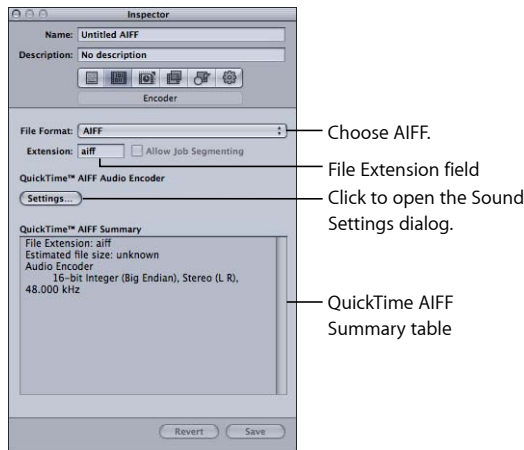 Inspector
Name: Untitled AIFF
Description: No description
Encoder
File Format: AIFF
Choose AIFF.
Extension: aiff Allow Job Segmenting
File Extension field
QuickTime™ AIFF Audio Encoder
Settings...
Click to open the Sound
Settings dialog.
QuickTime™ AIFF Summary
File Extension: aiff
Estimated file size: unknown
Audio Encoder
16-bit Integer (Big Endian), Stereo (L R),
48.000 kHz
QuickTime AIFF
Summary table
Revert Save